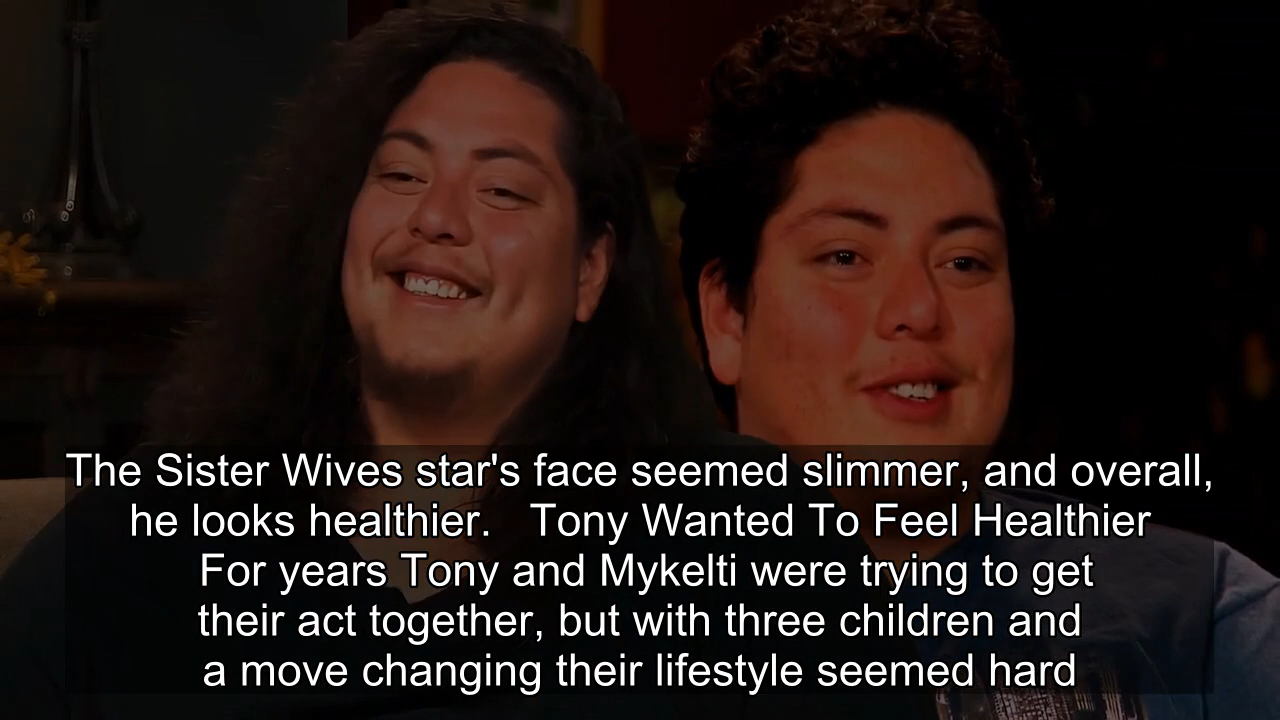 The Sister Wives star's face seemed slimmer, and overall,
he looks healthier.   Tony Wanted To Feel Healthier
For years Tony and Mykelti were trying to get
their act together, but with three children and
a move changing their lifestyle seemed hard